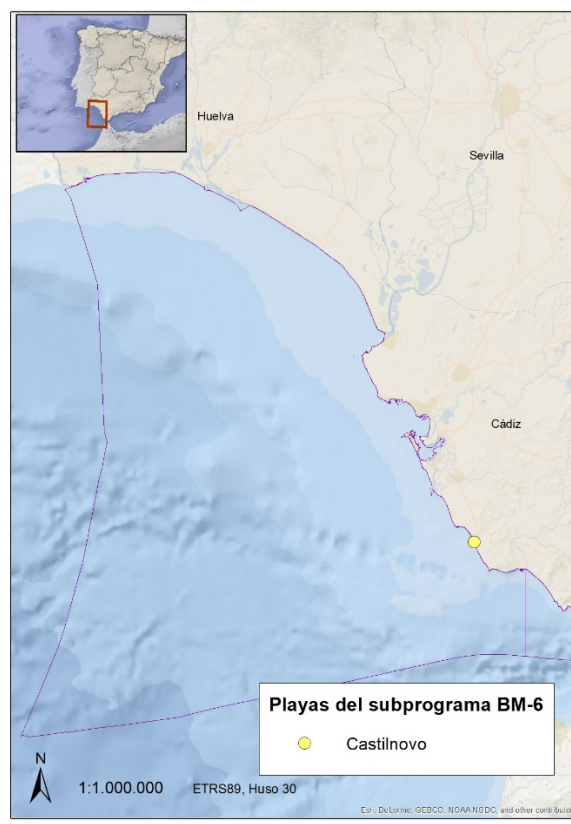 Huelva
Sevilla
Cádiz
Playas del subprograma BM-6
Castilnovo
N
1:1.000.000
ETRS89, Huso 30
Esri, DeLorme, GEBCO, NOAA NGDC, and other contributors